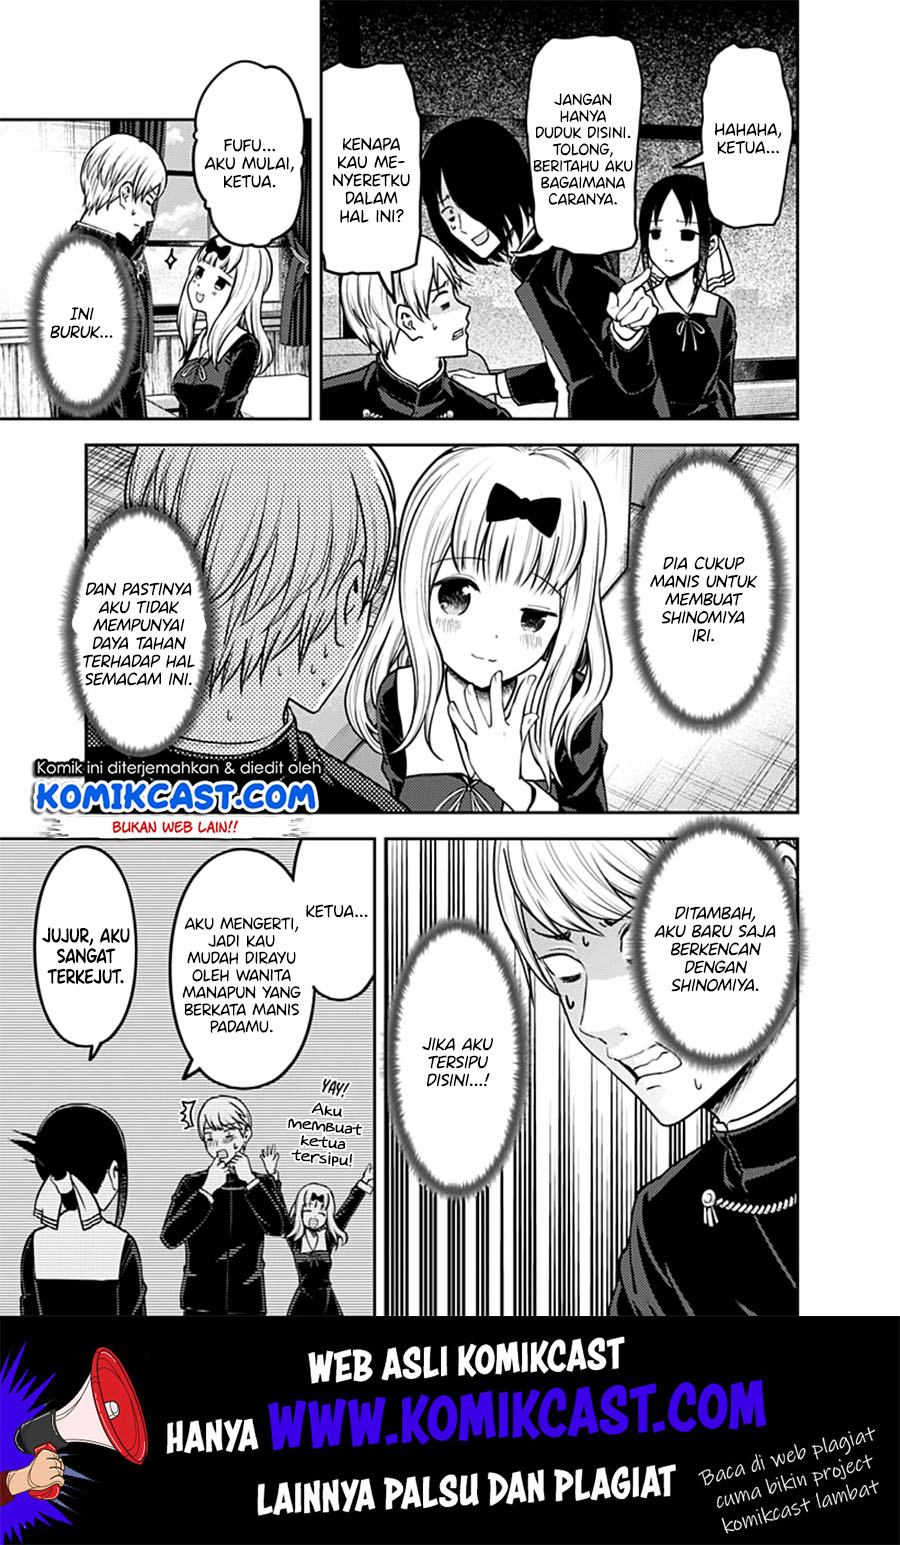 HAHAHA,
KETUA...
JANGAN
HANYA
DUDUK DISINI.
TOLONG,
BERITAHU AKU
BAGAIMANA
CARANYA.
KENAPA
KAU ME-
NYERETKU
DALAM
HAL INI?
FUFU...
AKU MULAI,
KETUA.
INI
BURUK...
DIA CUKUP
MANIS UNTUK
MEMBUAT
SHINOMIYA
IRI.
DAN PASTINYA
AKU TIDAK
MEMPUNYAI
DAYA TAHAN
TERHADAP HAL
SEMACAM INI.
Komik ini diterjemahkan & diedit oleh
KOMIKCAST.COM
BUKAN WEB LAIN!!
DITAMBAH,
AKU BARU SAJA
BERKENCAN
DENGAN
SHINOMIYA.
JIKA AKU
TERSIPU
DISINI...!
KETUA...
AKU MENGERTI,
JADI KAU
MUDAH DIRAYU
OLEH WANITA
MANAPUN YANG
BERKATA MANIS
PADAMU.
JUJUR, AKU
SANGAT
TERKEJUT.
YAY!
Aku
membuat
ketua
tersipu!
WEB ASLI KOMIKCAST
HANYA WWW.KOMIKCAST.COM
LAINNYA PALSU DAN PLAGIAT
Baca di web plagiat
cuma bikin project
komikcast lambat